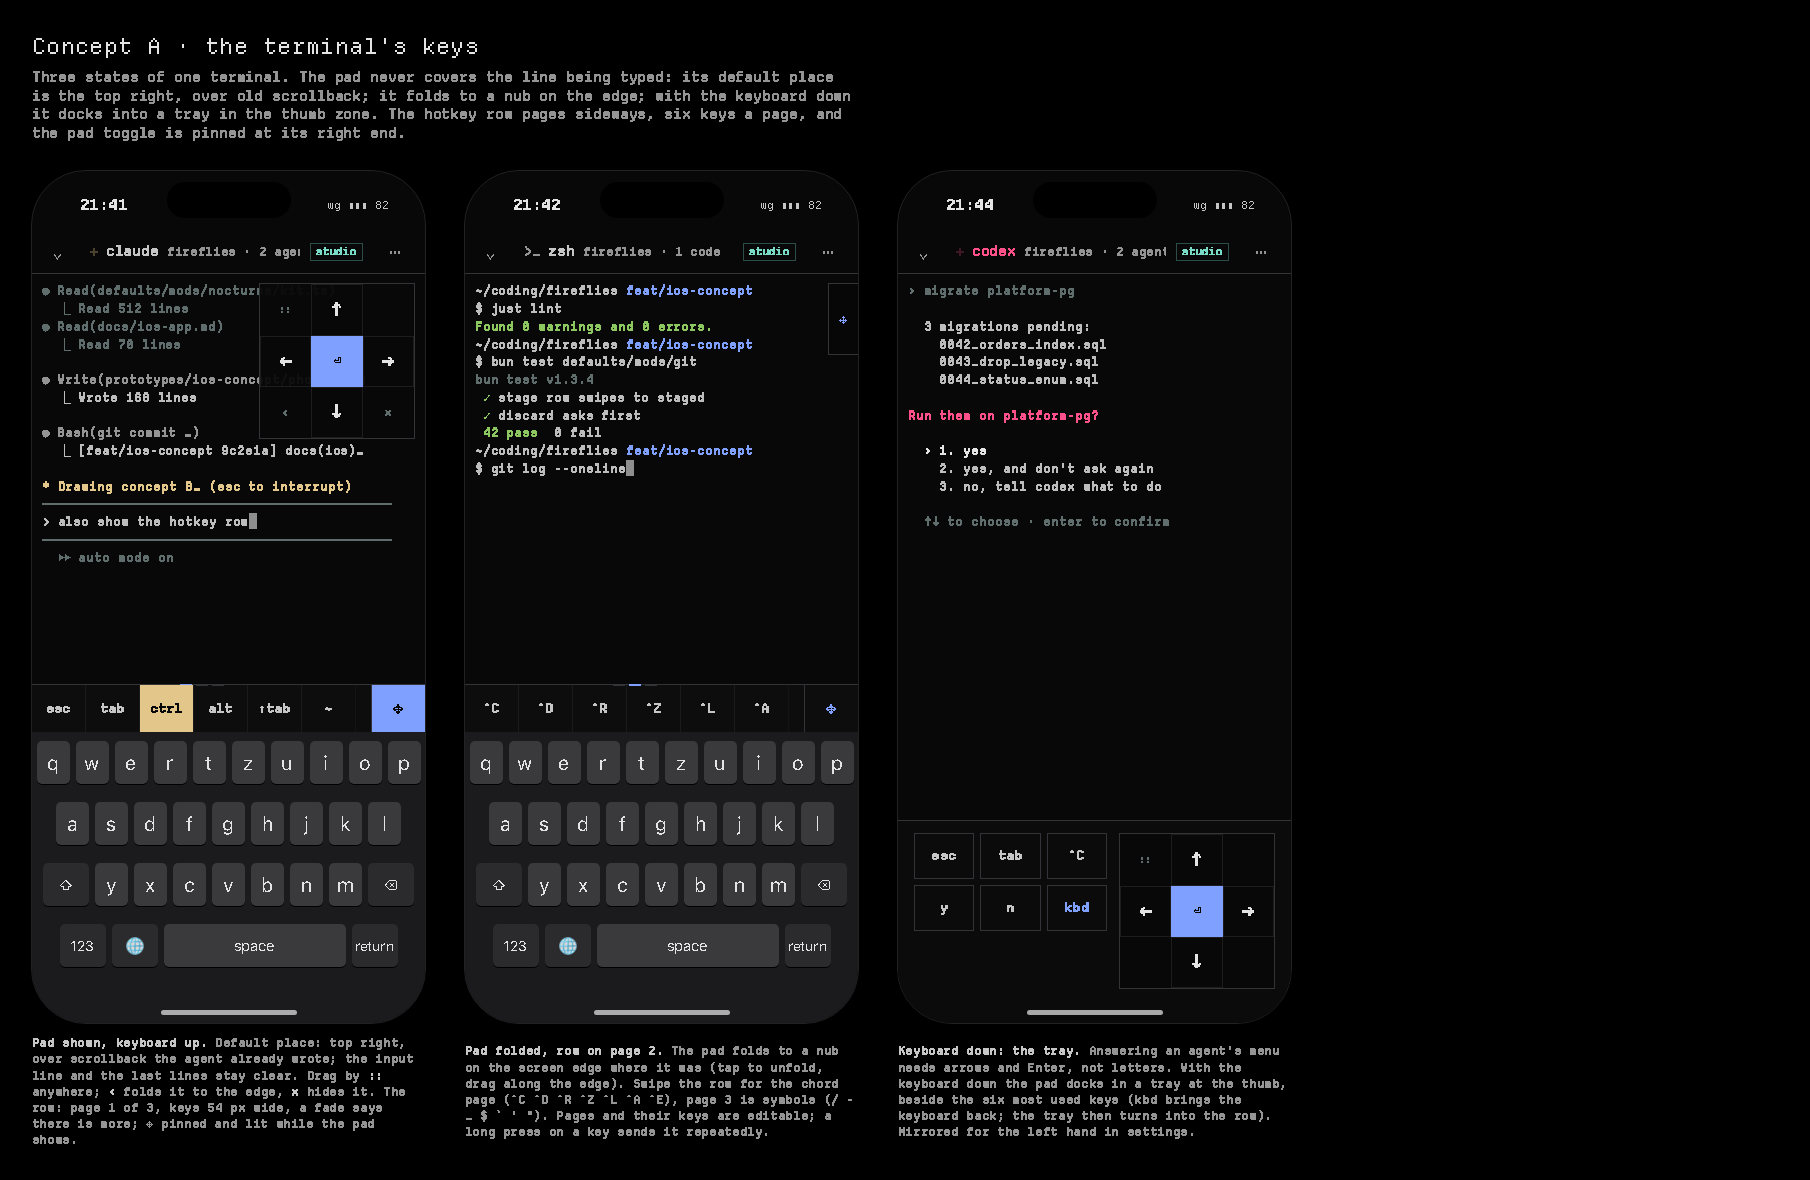 Concept A · the terminal's keys
Three states of one terminal. The pad never covers the line being typed: its default place
is the top right, over old scrollback; it folds to a nub on the edge; with the keyboard down
it docks into a tray in the thumb zone. The hotkey row pages sideways, six keys a page, and
the pad toggle is pinned at its right end.
21:41
wg ▮▮▮ 82
⌄ + claude fireflies · 2 agen studio ⋯
● Read(defaults/mods/nocturn
⎿ Read 512 lines
● Read(docs/ios-app.md)
⎿ Read 70 lines
● Write(prototypes/ios-concept/pho
⎿ Wrote 160 lines
● Bash(git commit …)
⎿ [feat/ios-concept 9c2e1a] docs(ios)…
* Drawing concept B… (esc to interrupt)
> also show the hotkey row
▸▸ auto mode on
:: ↑
← ⏎ →
‹ ↓ ×
esc tab ctrl alt ↑tab ~ ✥
q w e r t z u i o p
a s d f g h j k l
⇧ y x c v b n m ⌫
123 🌐 space return
Pad shown, keyboard up. Default place: top right,
over scrollback the agent already wrote; the input
line and the last lines stay clear. Drag by ::
anywhere; ‹ folds it to the edge, × hides it. The
row: page 1 of 3, keys 54 px wide, a fade says
there is more; ✥ pinned and lit while the pad
shows.
21:42
wg ▮▮▮ 82
⌄ >_ zsh fireflies · 1 code studio ⋯
~/coding/fireflies feat/ios-concept
$ just lint
Found 0 warnings and 0 errors.
~/coding/fireflies feat/ios-concept
$ bun test defaults/mods/git
bun test v1.3.4
✓ stage row swipes to staged
✓ discard asks first
42 pass 0 fail
~/coding/fireflies feat/ios-concept
$ git log --oneline
✥
^C ^D ^R ^Z ^L ^A ✥
q w e r t z u i o p
a s d f g h j k l
⇧ y x c v b n m ⌫
123 🌐 space return
Pad folded, row on page 2. The pad folds to a nub
on the screen edge where it was (tap to unfold,
drag along the edge). Swipe the row for the chord
page (^C ^D ^R ^Z ^L ^A ^E), page 3 is symbols (/ -
_ $ ` ' "). Pages and their keys are editable; a
long press on a key sends it repeatedly.
21:44
wg ▮▮▮ 82
⌄ + codex fireflies · 2 agent studio ⋯
› migrate platform-pg
3 migrations pending:
0042_orders_index.sql
0043_drop_legacy.sql
0044_status_enum.sql
Run them on platform-pg?
› 1. yes
2. yes, and don't ask again
3. no, tell codex what to do
↑↓ to choose · enter to confirm
esc tab ^C
y n kbd
:: ↑
← ⏎ →
↓
Keyboard down: the tray. Answering an agent's menu
needs arrows and Enter, not letters. With the
keyboard down the pad docks in a tray at the thumb,
beside the six most used keys (kbd brings the
keyboard back; the tray then turns into the row).
Mirrored for the left hand in settings.